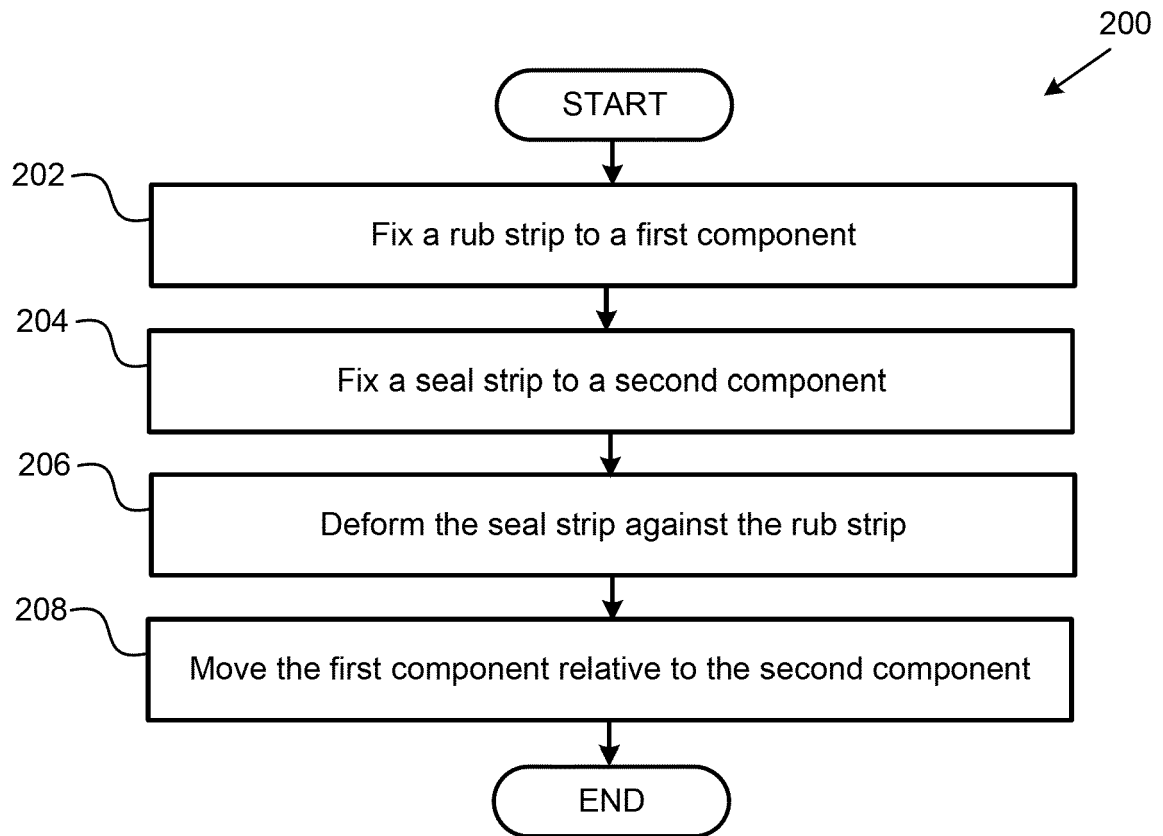 200
START
202
Fix a rub strip to a first component
204
Fix a seal strip to a second component
206
Deform the seal strip against the rub strip
208
Move the first component relative to the second component
END